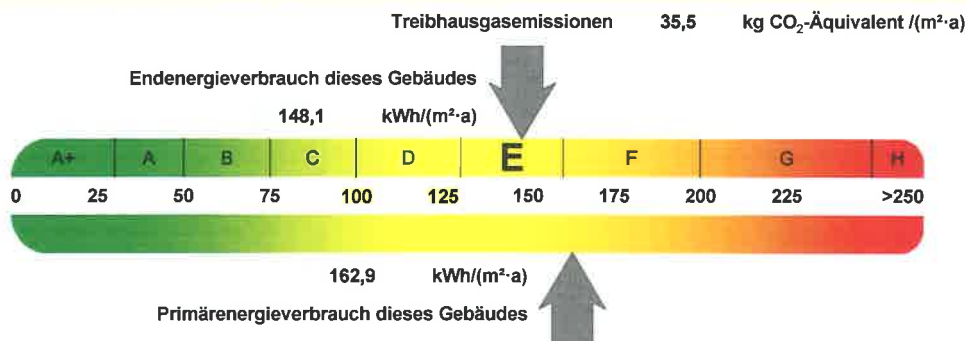 Treibhausgasemissionen 35,5 kg CO₂-Äquivalent /(m²·a)
Endenergieverbrauch dieses Gebäudes
148,1 kWh/(m²·a)
A+ A B C D E F G H
0 25 50 75 100 125 150 175 200 225 >250
162,9 kWh/(m²·a)
Primärenergieverbrauch dieses Gebäudes